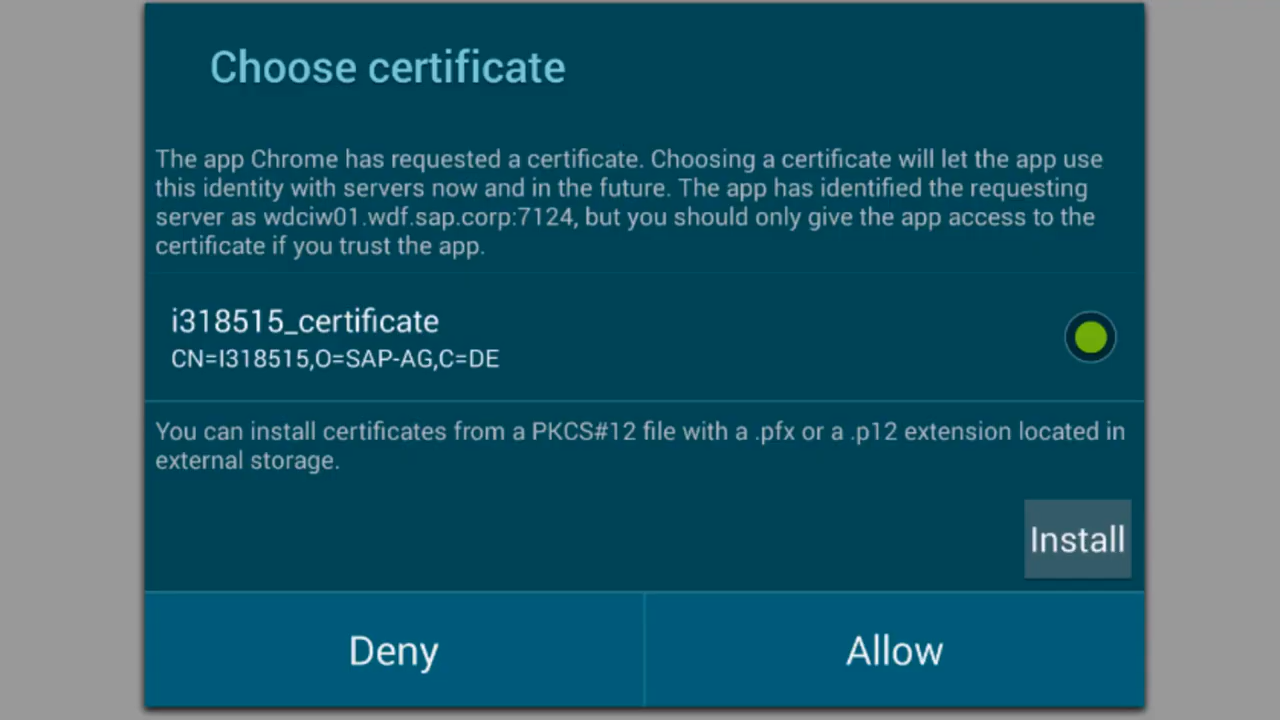 Choose certificate
The app Chrome has requested a certificate. Choosing a certificate will let the app use
this identity with servers now and in the future. The app has identified the requesting
server as wdciw01.wdf.sap.corp:7124, but you should only give the app access to the
certificate if you trust the app.
i318515_certificate
CN=I318515,O=SAP-AG,C=DE
You can install certificates from a PKCS#12 file with a .pfx or a .p12 extension located in
external storage.
Install
Deny
Allow